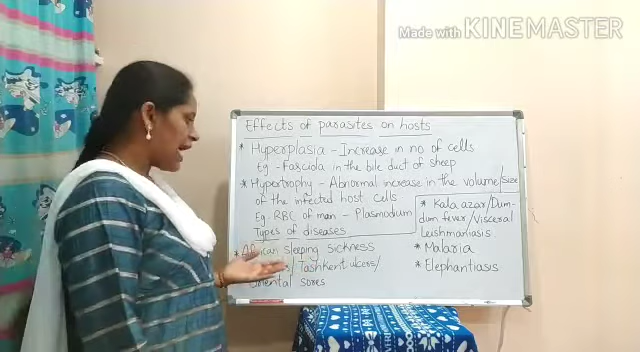 Made with KINEMASTER
Effects of parasites on hosts
* Hyperplasia - Increase in no of cells
Eg - Fasciola in the bile duct of sheep
* Hypertrophy - Abnormal increase in the volume/size
of the infected host cells
Eg. RBC of man - Plasmodium
Types of diseases
* African sleeping sickness
/ Tashkent ulcers/
Oriental sores
* Kala azar/Dum-
dum fever/Visceral
Leishmaniasis
* Malaria
* Elephantiasis